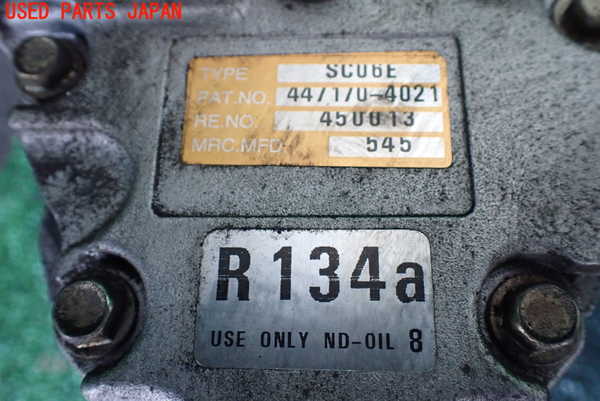 USED PARTS JAPAN
TYPE SC06E
PAT.NO. 447170-4021
RE.NO. 450013
MRC.MFD 545
R134a
USE ONLY ND-OIL 8